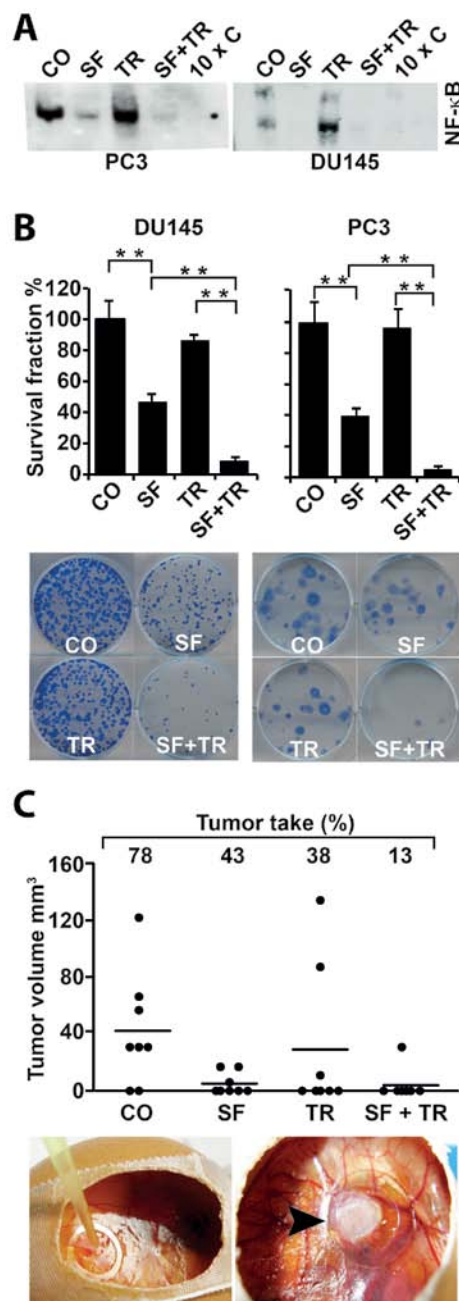 A
CO SF TR SF+TR 10 x C
CO SF TR SF+TR 10 x C
NF-κB
PC3 DU145
B
DU145 PC3
Survival fraction %
* * * * * *
* * * * * *
120
100
80
60
40
20
0
CO SF TR SF+TR
CO SF TR SF+TR
CO SF
TR SF+TR
CO SF
TR SF+TR
C
Tumor take (%)
78 43 38 13
Tumor volume mm³
160
120
80
40
0
CO SF TR SF + TR